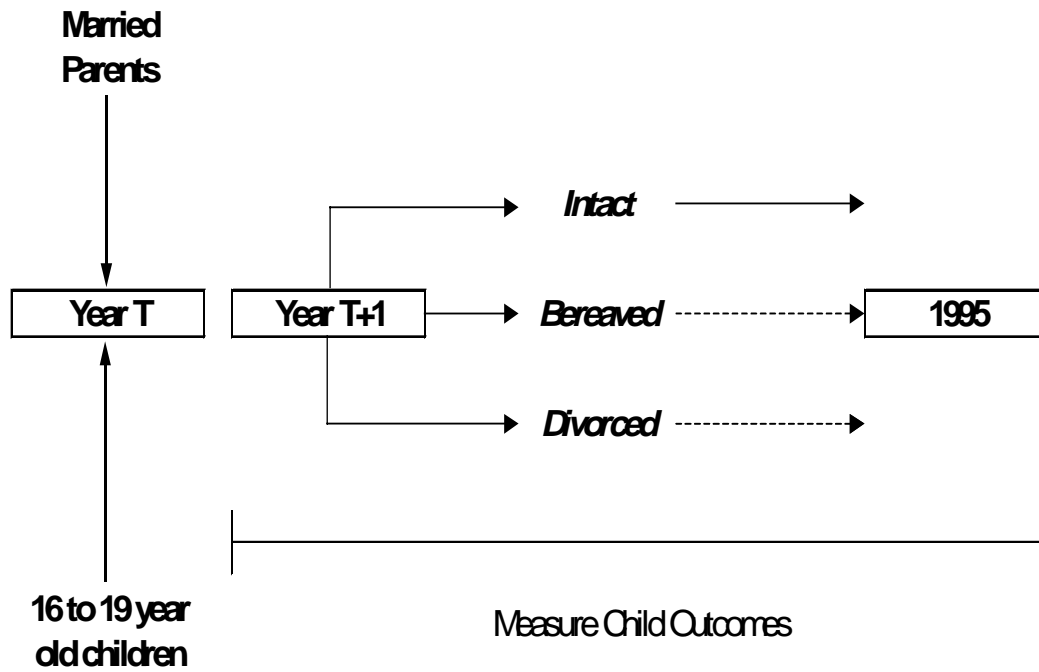 Married
Parents
Intact
Year T
Year T+1
Bereaved
1995
Divorced
16 to 19 year
old children
Measure Child Outcomes